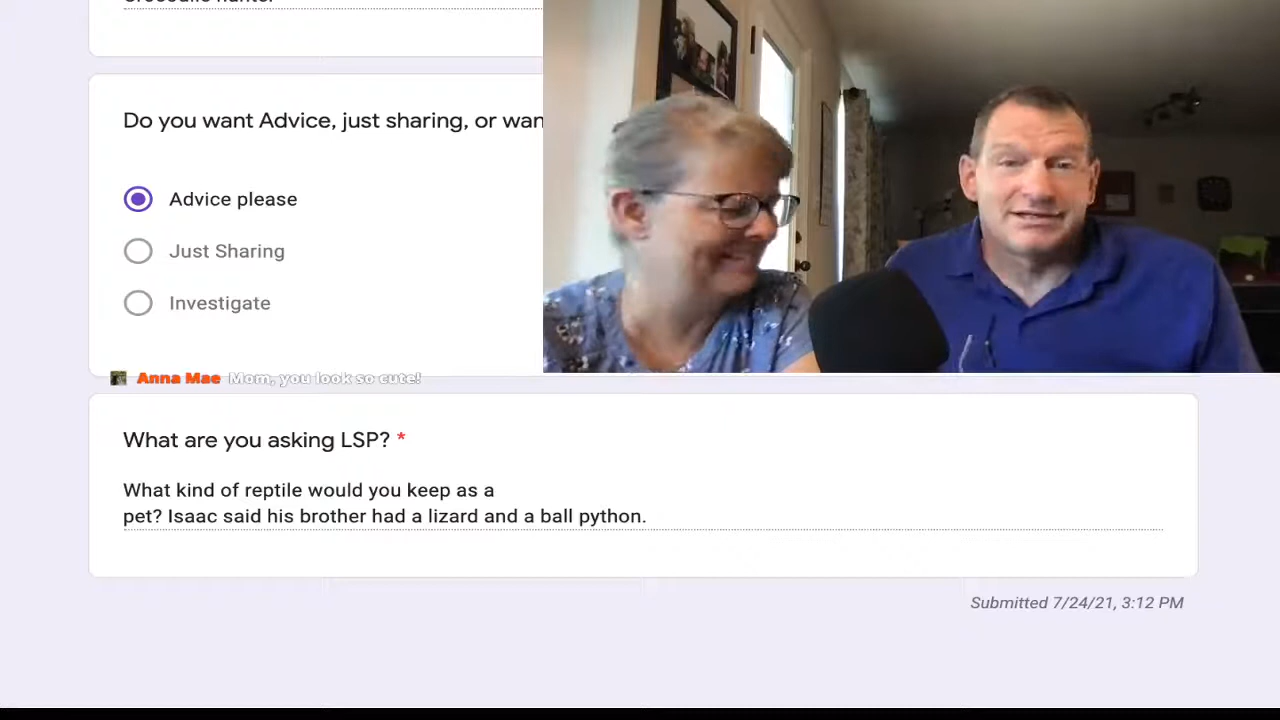 Crocodile hunter
Do you want Advice, just sharing, or wan
Advice please
Just Sharing
Investigate
Anna Mae Mom, you look so cute!
What are you asking LSP? *
What kind of reptile would you keep as a
pet? Isaac said his brother had a lizard and a ball python.
Submitted 7/24/21, 3:12 PM